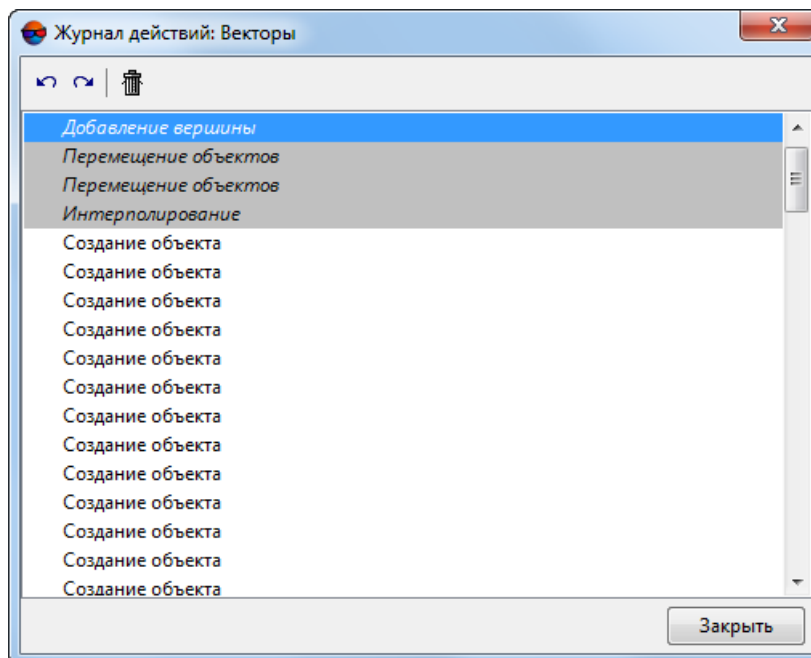 Журнал действий: Векторы
Добавление вершины
Перемещение объектов
Перемещение объектов
Интерполирование
Создание объекта
Создание объекта
Создание объекта
Создание объекта
Создание объекта
Создание объекта
Создание объекта
Создание объекта
Создание объекта
Создание объекта
Создание объекта
Создание объекта
Создание объекта
Закрыть